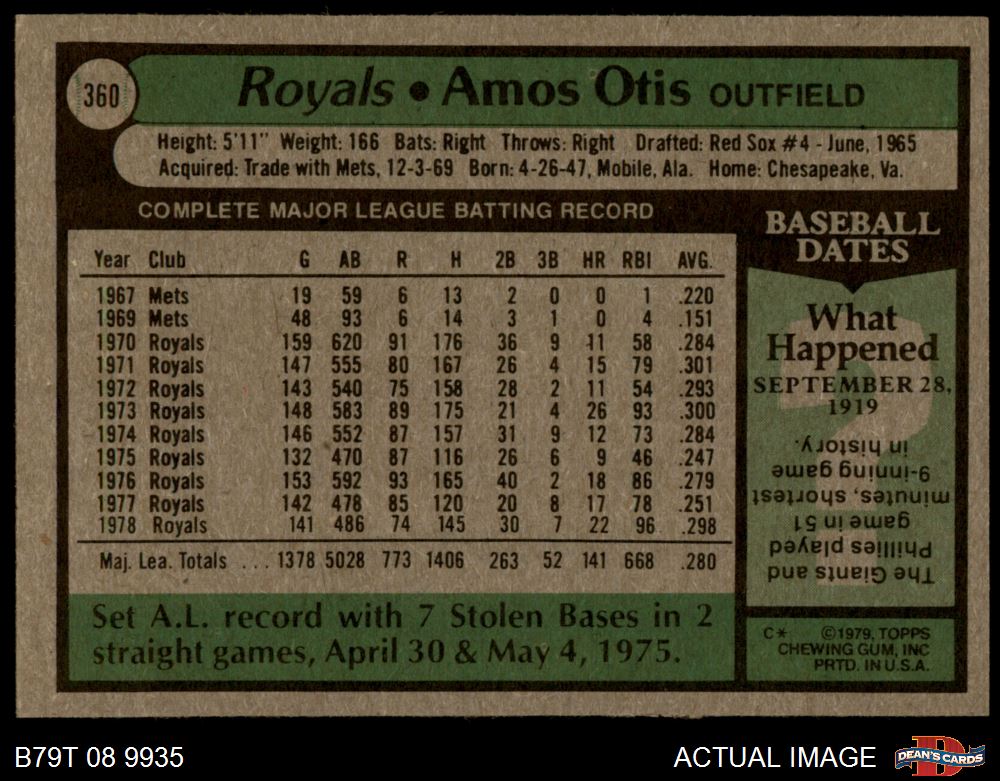 360
Royals • Amos Otis OUTFIELD
Height: 5'11" Weight: 166 Bats: Right Throws: Right Drafted: Red Sox #4 - June, 1965
Acquired: Trade with Mets, 12-3-69 Born: 4-26-47, Mobile, Ala. Home: Chesapeake, Va.
COMPLETE MAJOR LEAGUE BATTING RECORD
Year Club G AB R H 2B 3B HR RBI AVG.
1967 Mets 19 59 6 13 2 0 0 1 .220
1969 Mets 48 93 6 14 3 1 0 4 .151
1970 Royals 159 620 91 176 36 9 11 58 .284
1971 Royals 147 555 80 167 26 4 15 79 .301
1972 Royals 143 540 75 158 28 2 11 54 .293
1973 Royals 148 583 89 175 21 4 26 93 .300
1974 Royals 146 552 87 157 31 9 12 73 .284
1975 Royals 132 470 87 116 26 6 9 46 .247
1976 Royals 153 592 93 165 40 2 18 86 .279
1977 Royals 142 478 85 120 20 8 17 78 .251
1978 Royals 141 486 74 145 30 7 22 96 .298
Maj. Lea. Totals ... 1378 5028 773 1406 263 52 141 668 .280
Set A.L. record with 7 Stolen Bases in 2
straight games, April 30 & May 4, 1975.
BASEBALL
DATES
What
Happened
SEPTEMBER 28,
1919
The Giants and
Phillies played
game in 51
minutes, shortest
9-inning game
in history.
C* ©1979, TOPPS
CHEWING GUM, INC
PRTD. IN U.S.A.
B79T 08 9935
ACTUAL IMAGE
D
DEAN'S CARDS